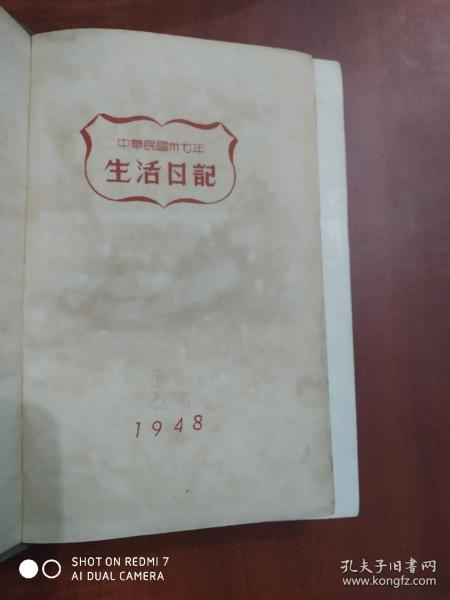 中華民國卅七年
生活日記
1948
SHOT ON REDMI 7
AI DUAL CAMERA
孔夫子旧书网
www.kongfz.com